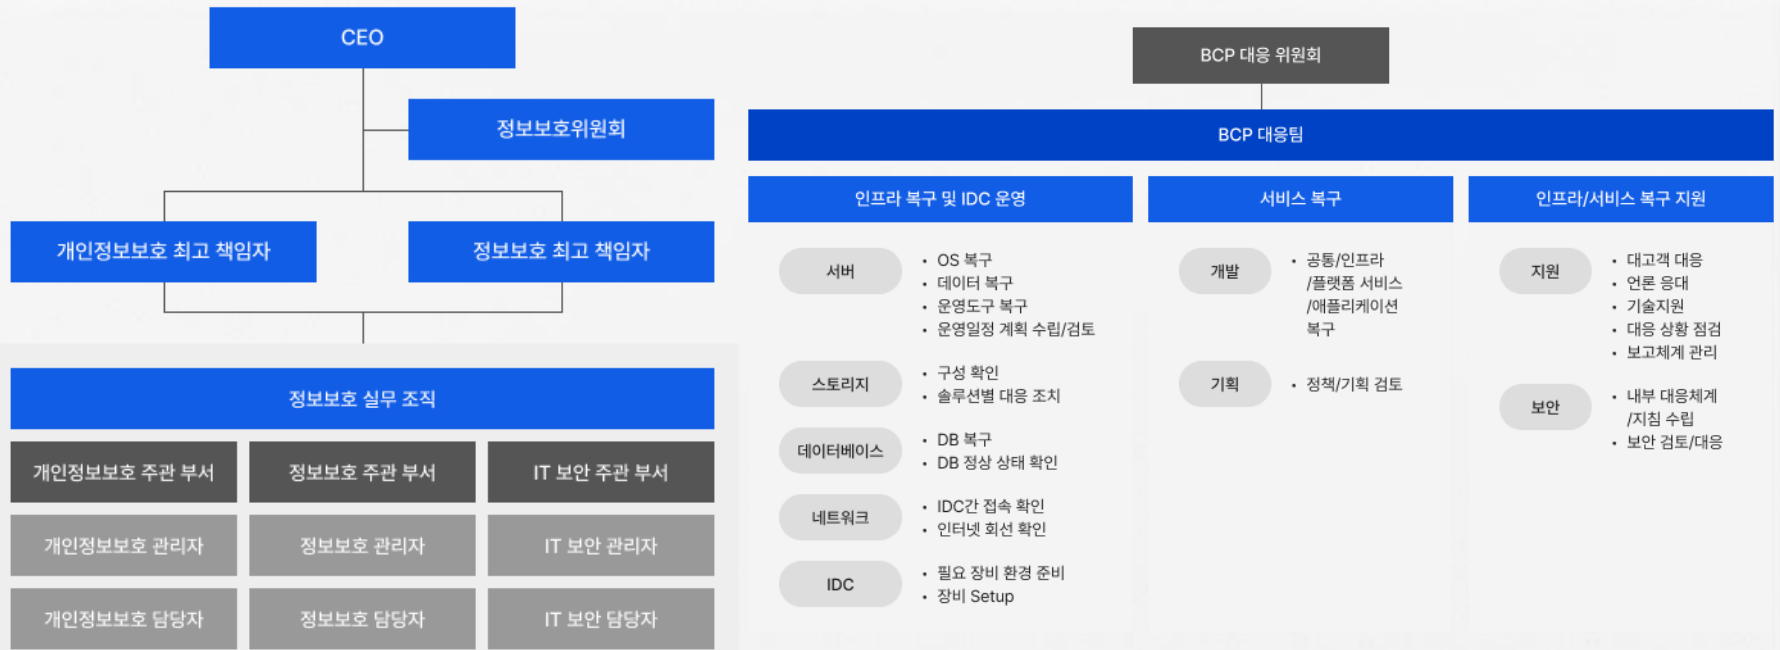 CEO
정보보호위원회
개인정보보호 최고 책임자
정보보호 최고 책임자
정보보호 실무 조직
개인정보보호 주관 부서
정보보호 주관 부서
IT 보안 주관 부서
개인정보보호 관리자
정보보호 관리자
IT 보안 관리자
개인정보보호 담당자
정보보호 담당자
IT 보안 담당자
BCP 대응 위원회
BCP 대응팀
인프라 복구 및 IDC 운영
서버
• OS 복구
• 데이터 복구
• 운영도구 복구
• 운영일정 계획 수립/검토
스토리지
• 구성 확인
• 솔루션별 대응 조치
데이터베이스
• DB 복구
• DB 정상 상태 확인
네트워크
• IDC간 접속 확인
• 인터넷 회선 확인
IDC
• 필요 장비 환경 준비
• 장비 Setup
서비스 복구
개발
• 공통/인프라
/플랫폼 서비스
/애플리케이션
복구
기획
• 정책/기획 검토
인프라/서비스 복구 지원
지원
• 대고객 대응
• 언론 응대
• 기술지원
• 대응 상황 점검
• 보고체계 관리
보안
• 내부 대응체계
/지침 수립
• 보안 검토/대응